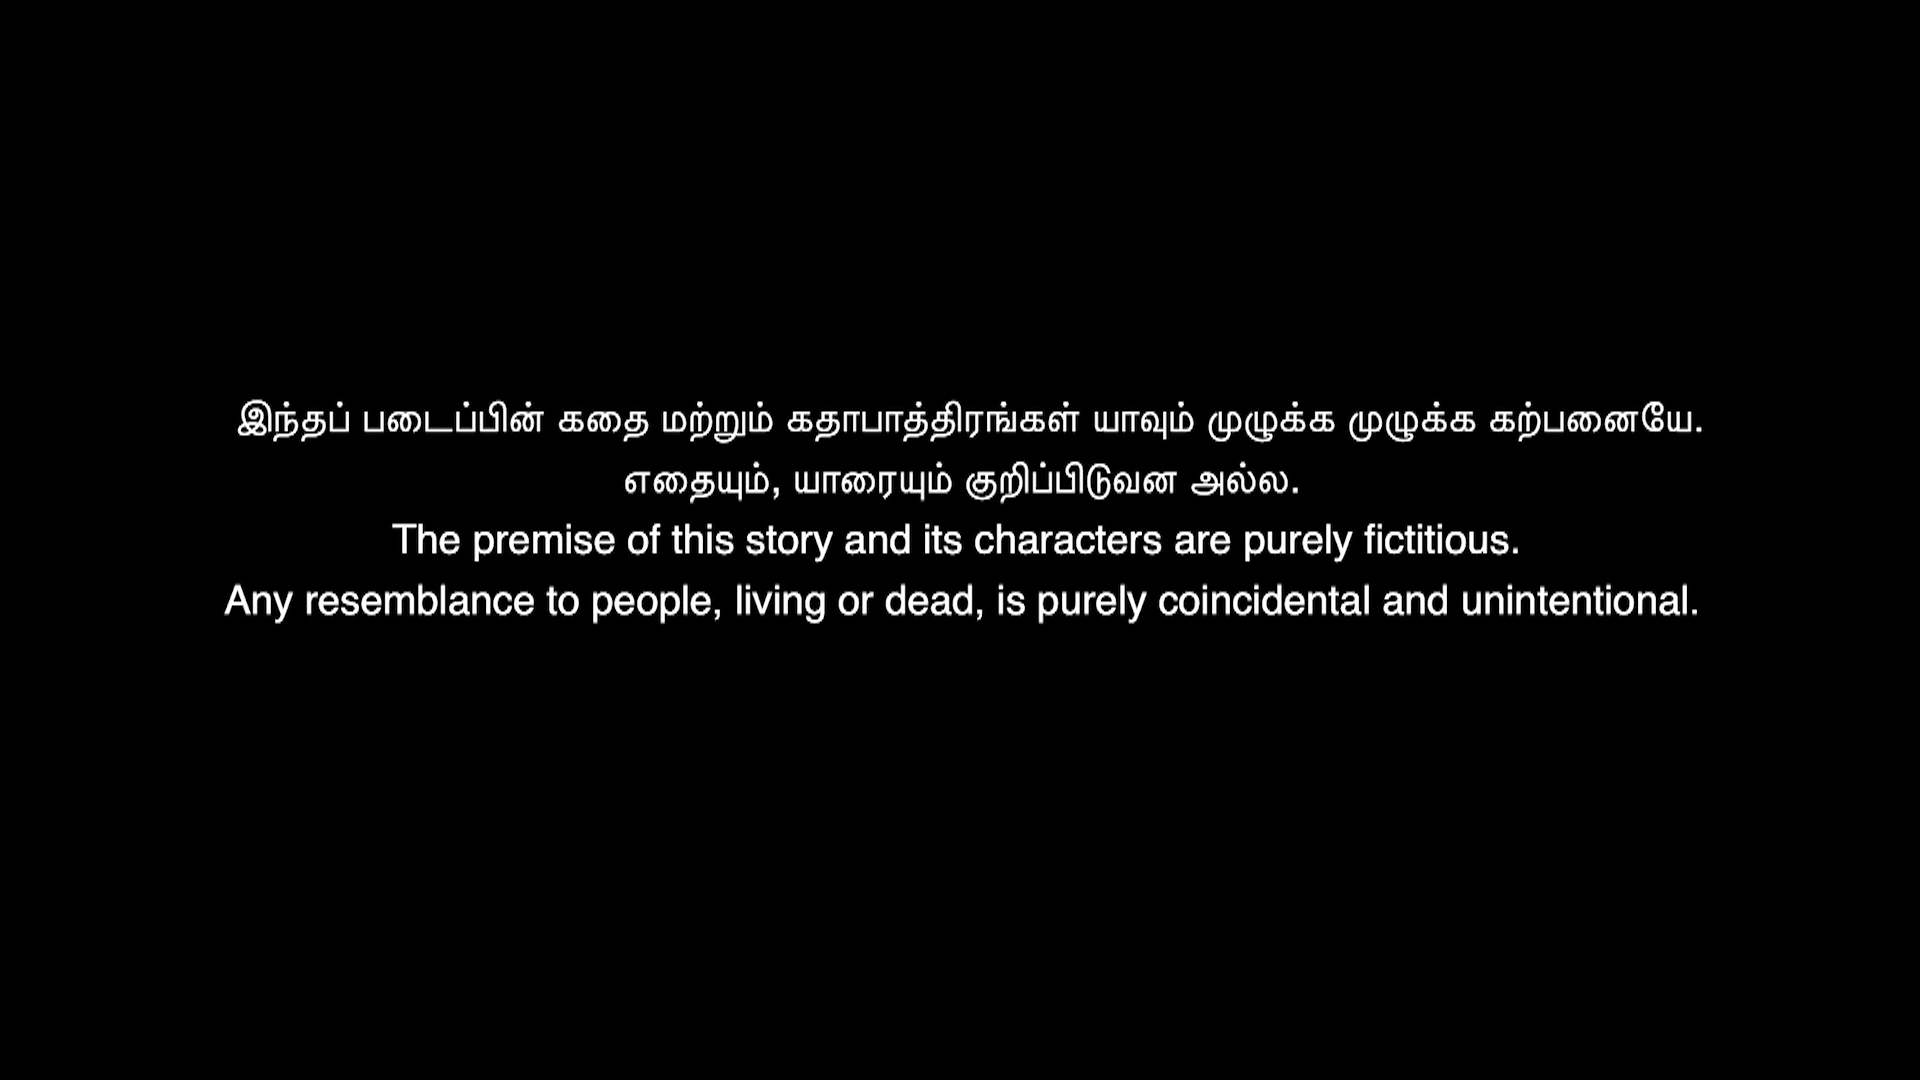 இந்தப் படைப்பின் கதை மற்றும் கதாபாத்திரங்கள் யாவும் முழுக்க முழுக்க கற்பனையே.
எதையும், யாரையும் குறிப்பிடுவன அல்ல.
The premise of this story and its characters are purely fictitious.
Any resemblance to people, living or dead, is purely coincidental and unintentional.